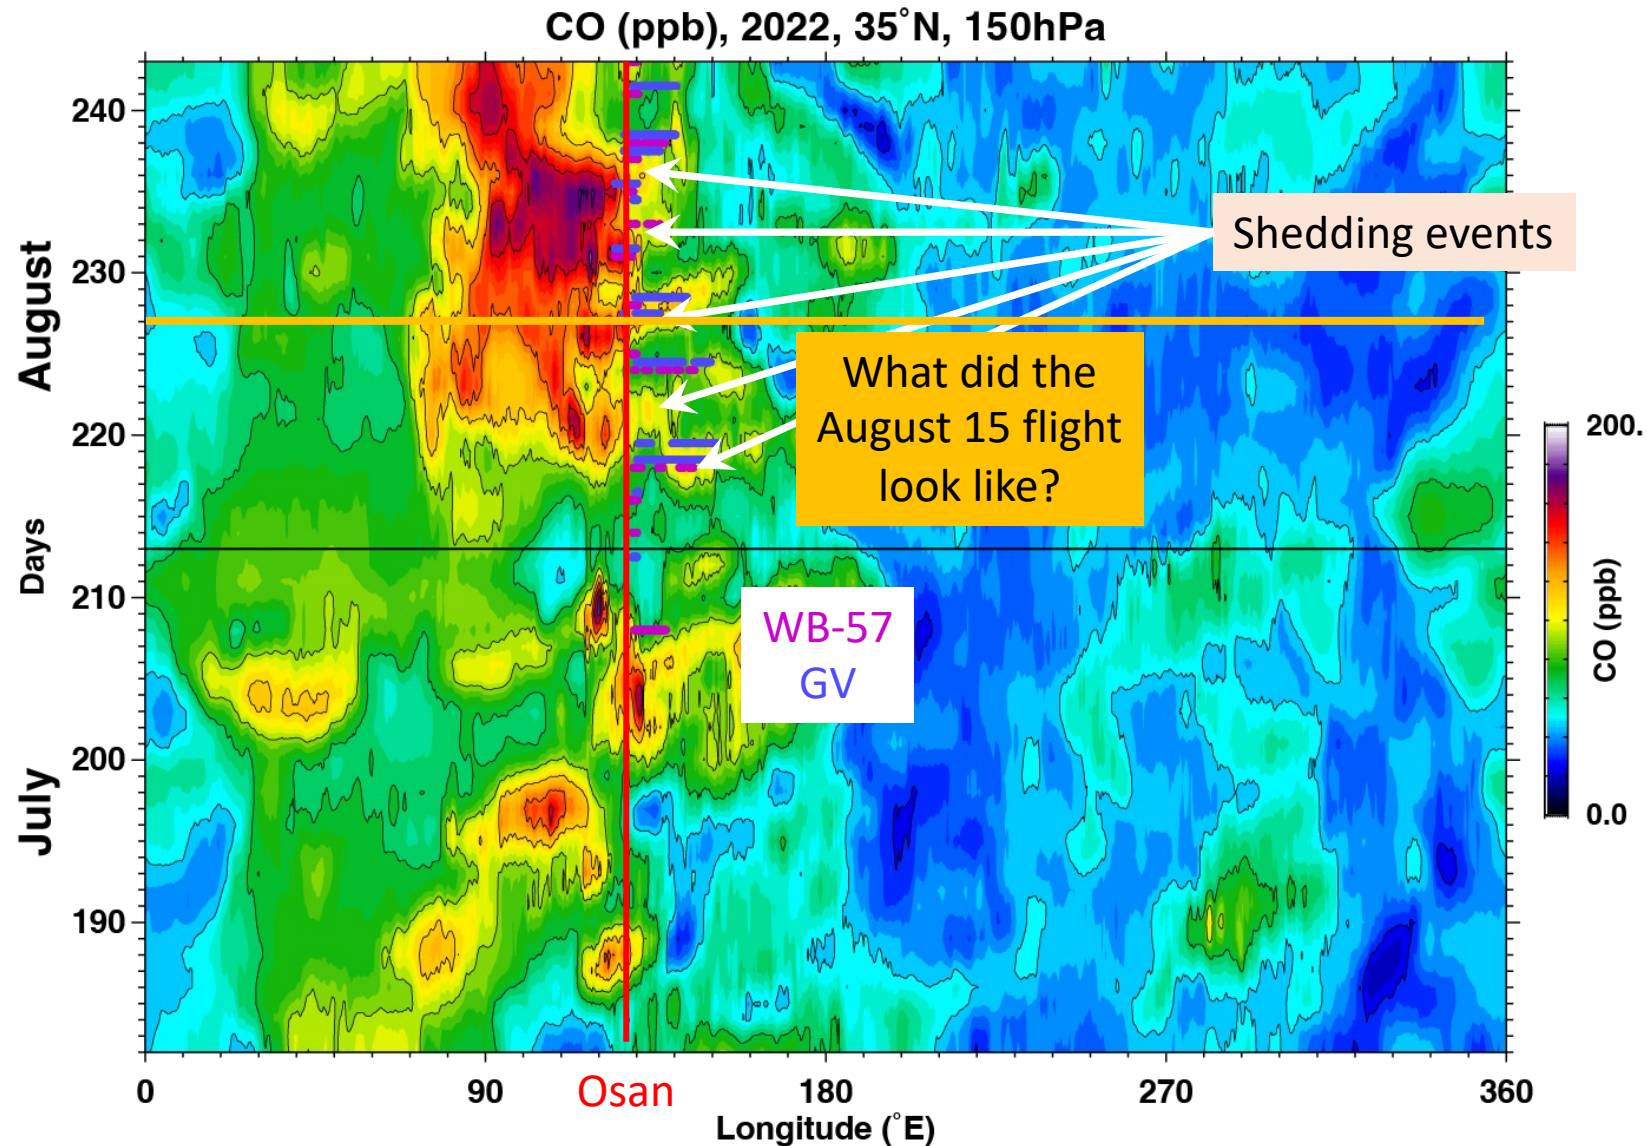 CO (ppb), 2022, 35°N, 150hPa
240
230
220
210
200
190
August
Days
July
Shedding events
What did the
August 15 flight
look like?
WB-57
GV
200.
CO (ppb)
0.0
0
90
Osan
180
270
360
Longitude (°E)